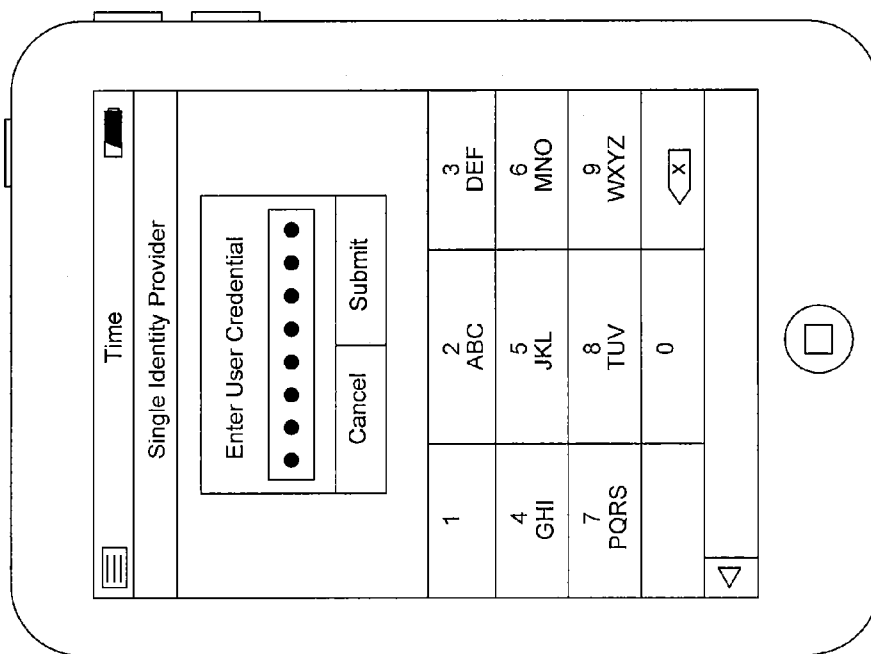 Time
Single Identity Provider
Enter User Credential
Cancel Submit
1 2 3
ABC DEF
4 5 6
GHI JKL MNO
7 8 9
PQRS TUV WXYZ
0 X